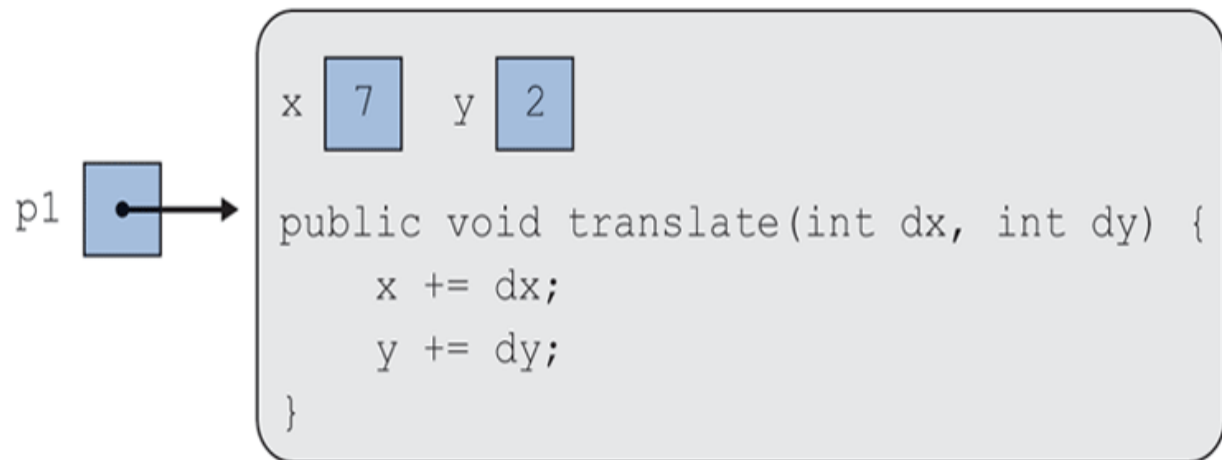 x 7 y 2
p1
public void translate(int dx, int dy) {
x += dx;
y += dy;
}